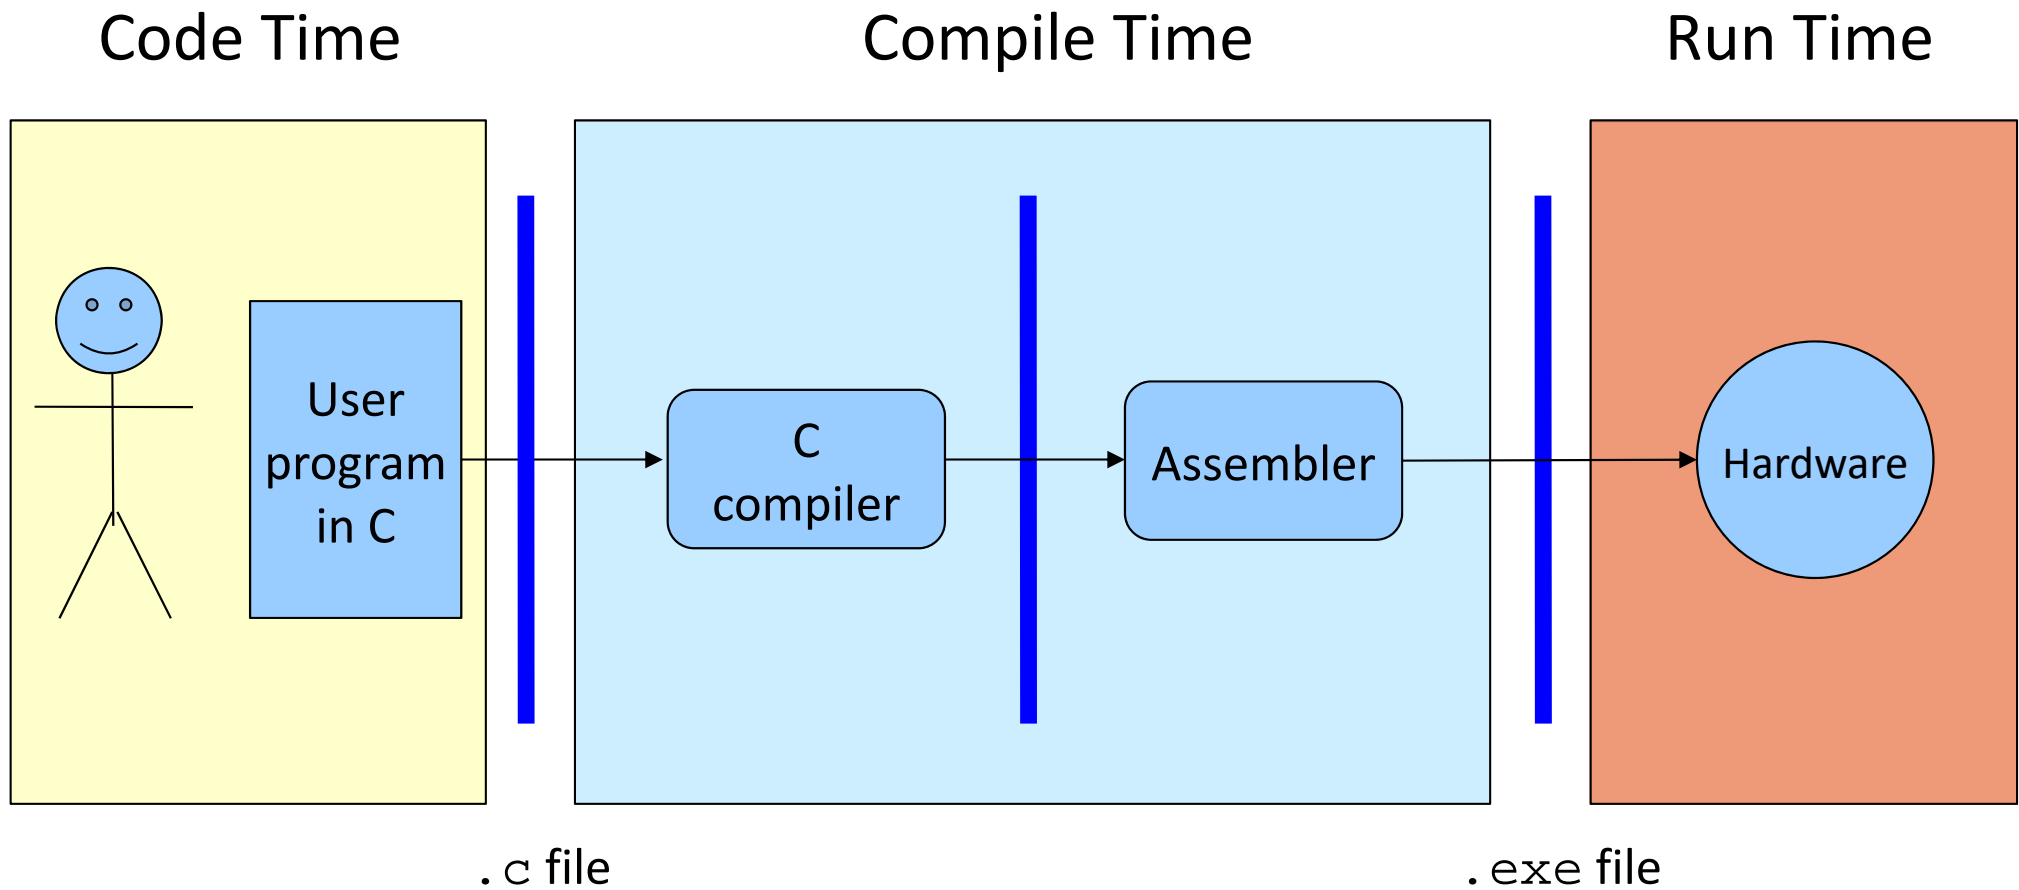 Code Time
Compile Time
Run Time
User
program
in C
C
compiler
Assembler
Hardware
.c file
.exe file